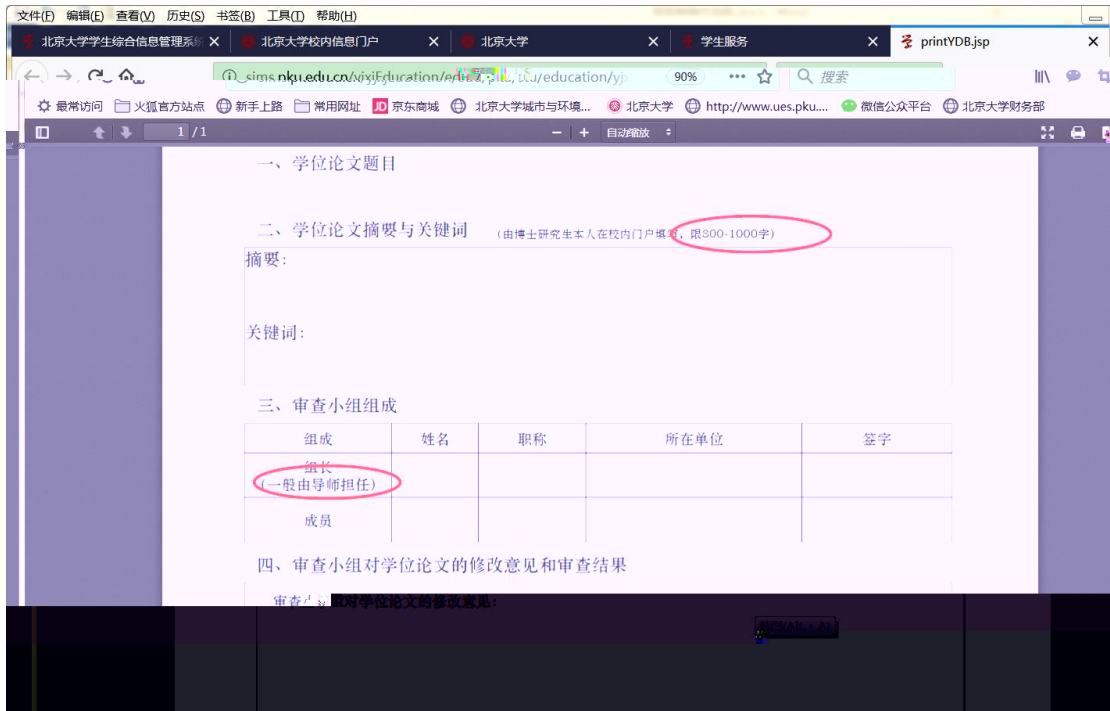 文件(F) 编辑(E) 查看(V) 历史(S) 书签(B) 工具(T) 帮助(H)
北京大学学生综合信息管理系统 北京大学校内信息门户 北京大学 学生服务 printYDB.jsp
90% 搜索
最常访问 火狐官方站点 新手上路 常用网址 JD 京东商城 北京大学城市与环境... 北京大学 http://www.ues.pku.... 微信公众平台 北京大学财务部
1 / 1 自动缩放
一、学位论文题目
二、学位论文摘要与关键词 (由博士研究生本人在校内门户填写, 限800-1000字)
摘要:
关键词:
三、审查小组组成
组成 姓名 职称 所在单位 签字
组长
(一般由导师担任)
成员
四、审查小组对学位论文的修改意见和审查结果
审查小组对学位论文的修改意见: